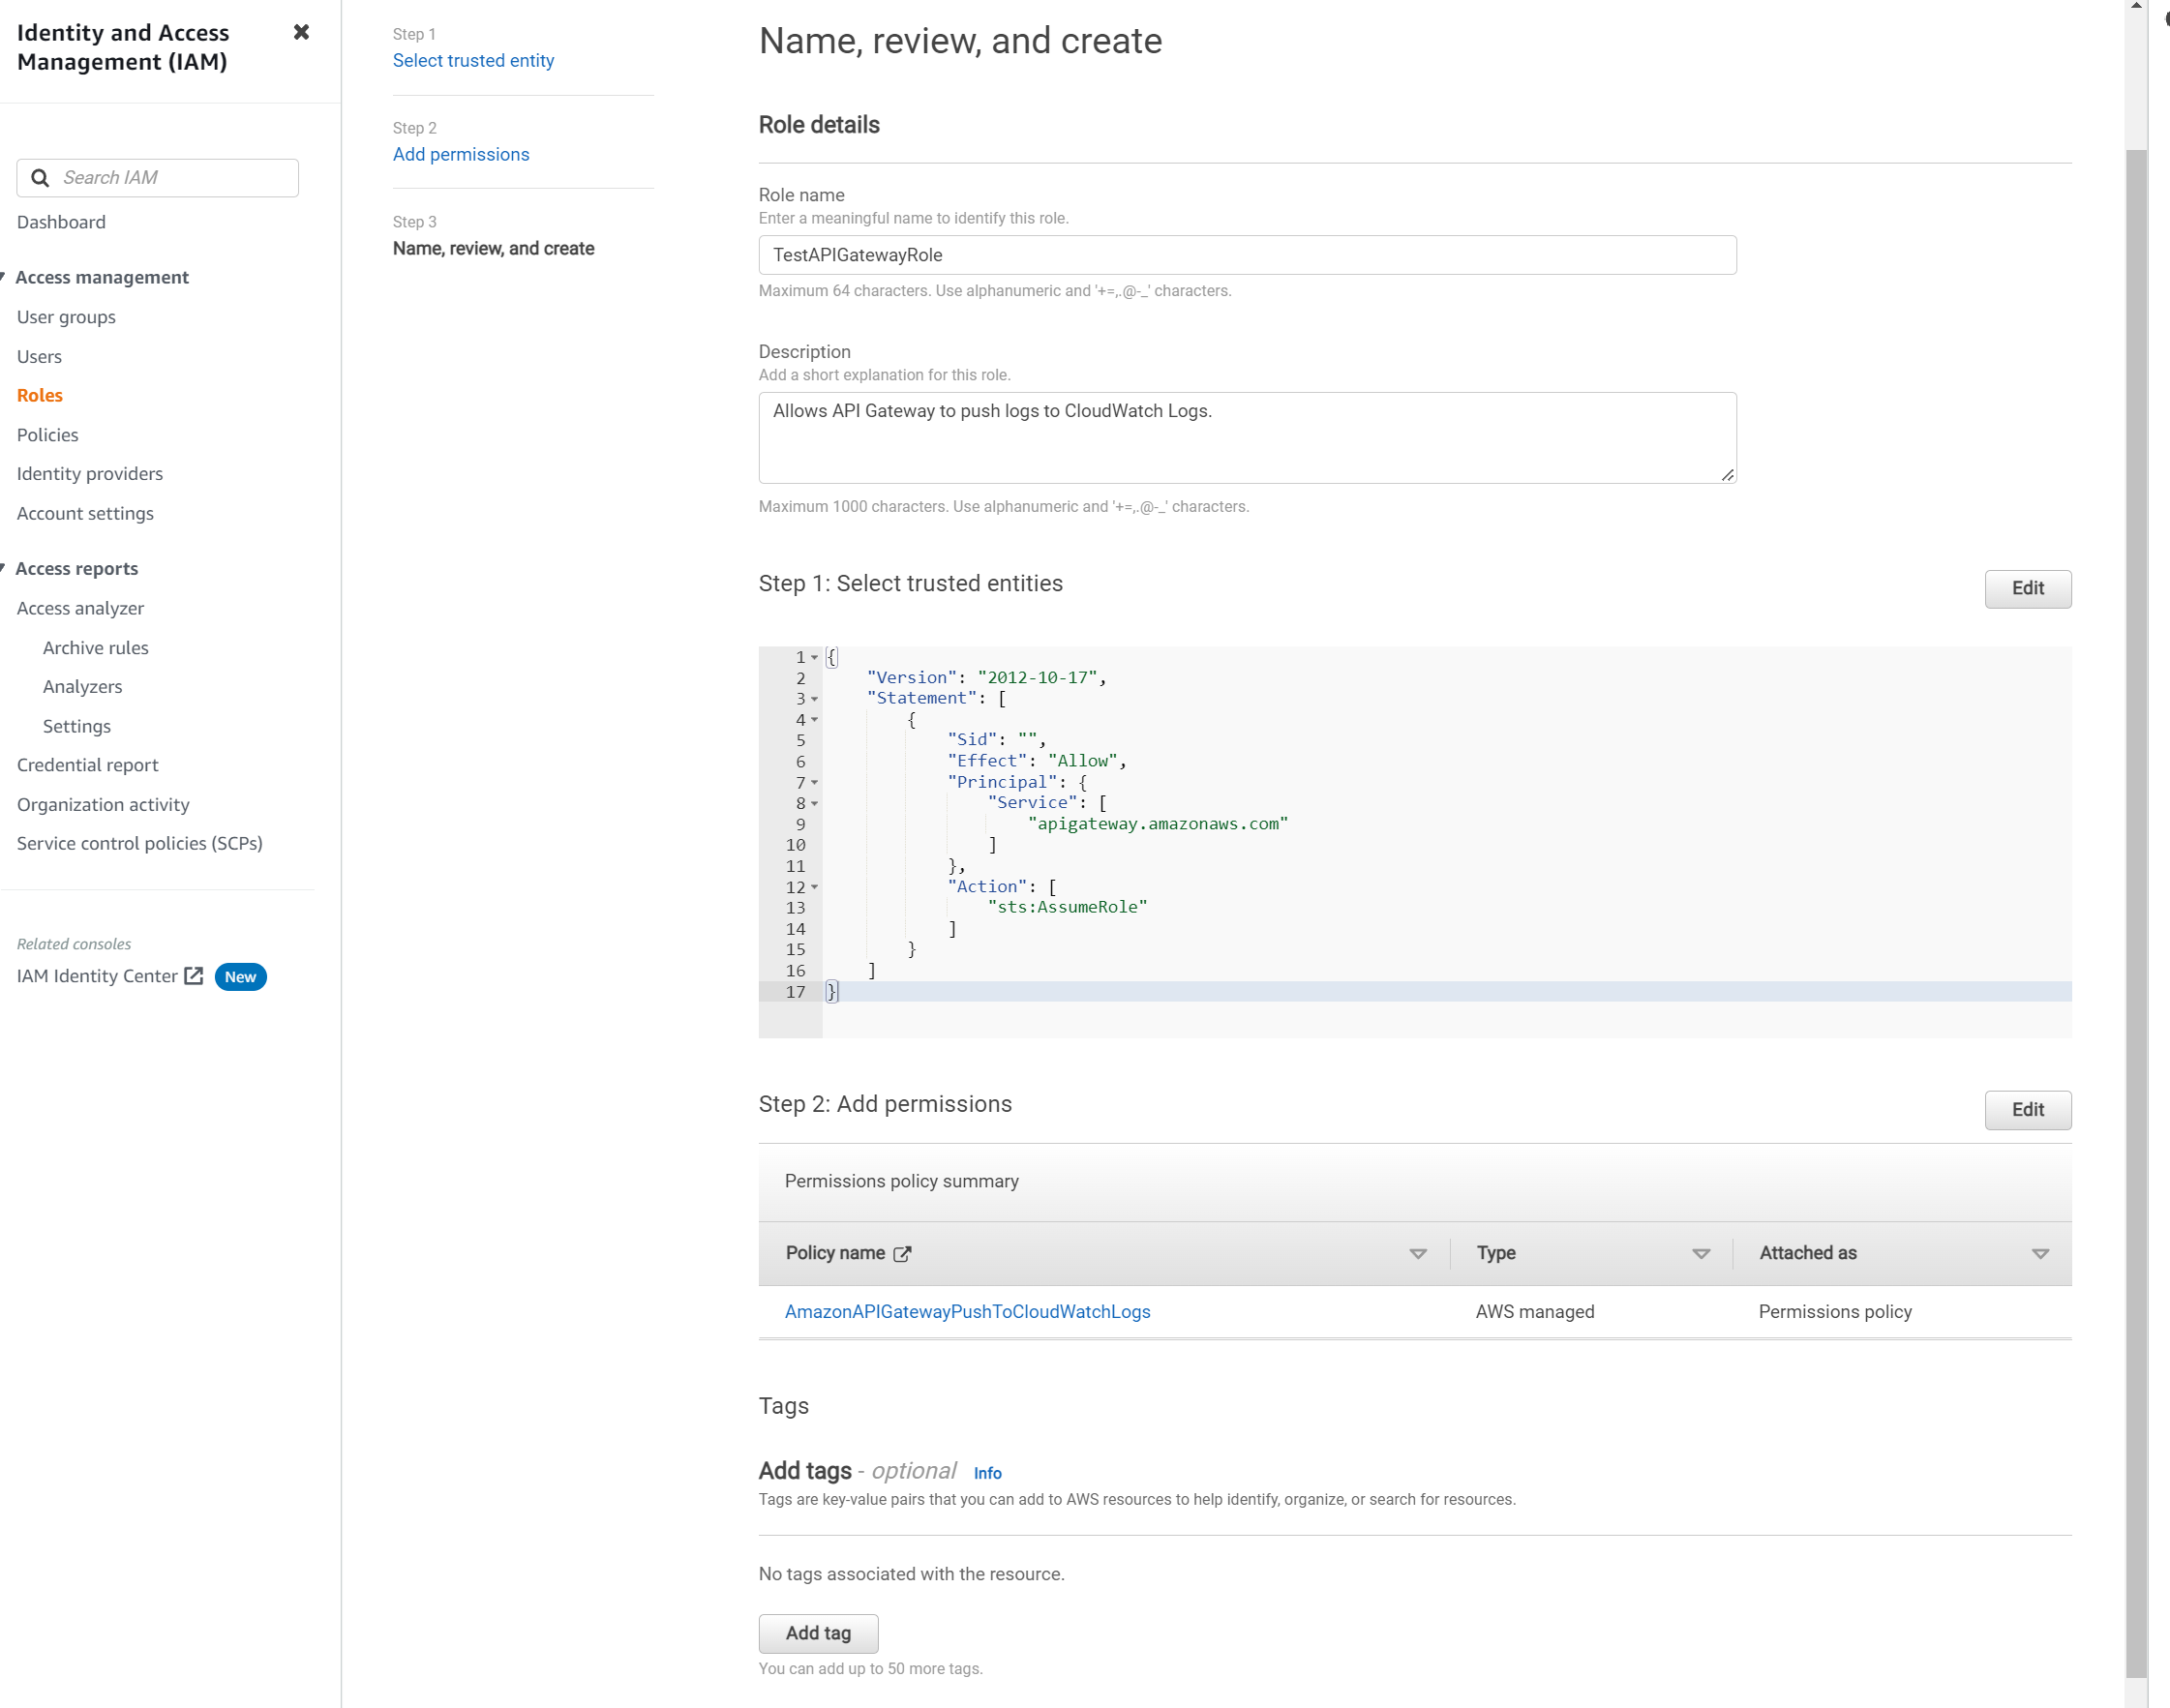 Identity and Access
Management (IAM)
Search IAM
Dashboard
Access management
User groups
Users
Roles
Policies
Identity providers
Account settings
Access reports
Access analyzer
Archive rules
Analyzers
Settings
Credential report
Organization activity
Service control policies (SCPs)
Related consoles
IAM Identity Center New
Step 1
Select trusted entity
Step 2
Add permissions
Step 3
Name, review, and create
Name, review, and create
Role details
Role name
Enter a meaningful name to identify this role.
TestAPIGatewayRole
Maximum 64 characters. Use alphanumeric and '+=,.@-_' characters.
Description
Add a short explanation for this role.
Allows API Gateway to push logs to CloudWatch Logs.
Maximum 1000 characters. Use alphanumeric and '+=,.@-_' characters.
Step 1: Select trusted entities
Edit
1 {
2 "Version": "2012-10-17",
3 "Statement": [
4 {
5 "Sid": "",
6 "Effect": "Allow",
7 "Principal": {
8 "Service": [
9 "apigateway.amazonaws.com"
10 ]
11 },
12 "Action": [
13 "sts:AssumeRole"
14 ]
15 }
16 ]
17 }
Step 2: Add permissions
Edit
Permissions policy summary
Policy name Type Attached as
AmazonAPIGatewayPushToCloudWatchLogs AWS managed Permissions policy
Tags
Add tags - optional Info
Tags are key-value pairs that you can add to AWS resources to help identify, organize, or search for resources.
No tags associated with the resource.
Add tag
You can add up to 50 more tags.